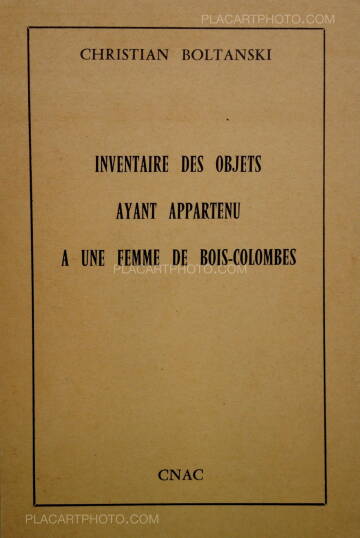 PLACARTPHOTO.COM
CHRISTIAN BOLTANSKI
INVENTAIRE DES OBJETS
AYANT APPARTENU
A UNE FEMME DE BOIS-COLOMBES
PLACARTPHOTO.COM
CNAC
PLACARTPHOTO.COM